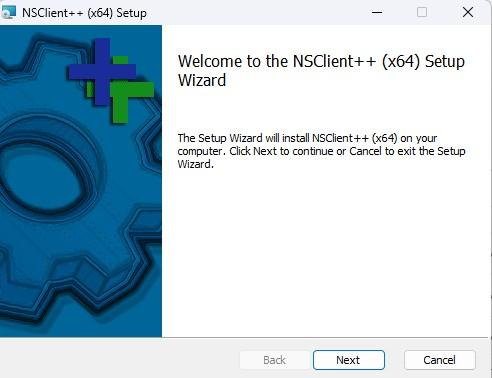 NSClient++ (x64) Setup
Welcome to the NSClient++ (x64) Setup
Wizard
The Setup Wizard will install NSClient++ (x64) on your
computer. Click Next to continue or Cancel to exit the Setup
Wizard.
Back Next Cancel